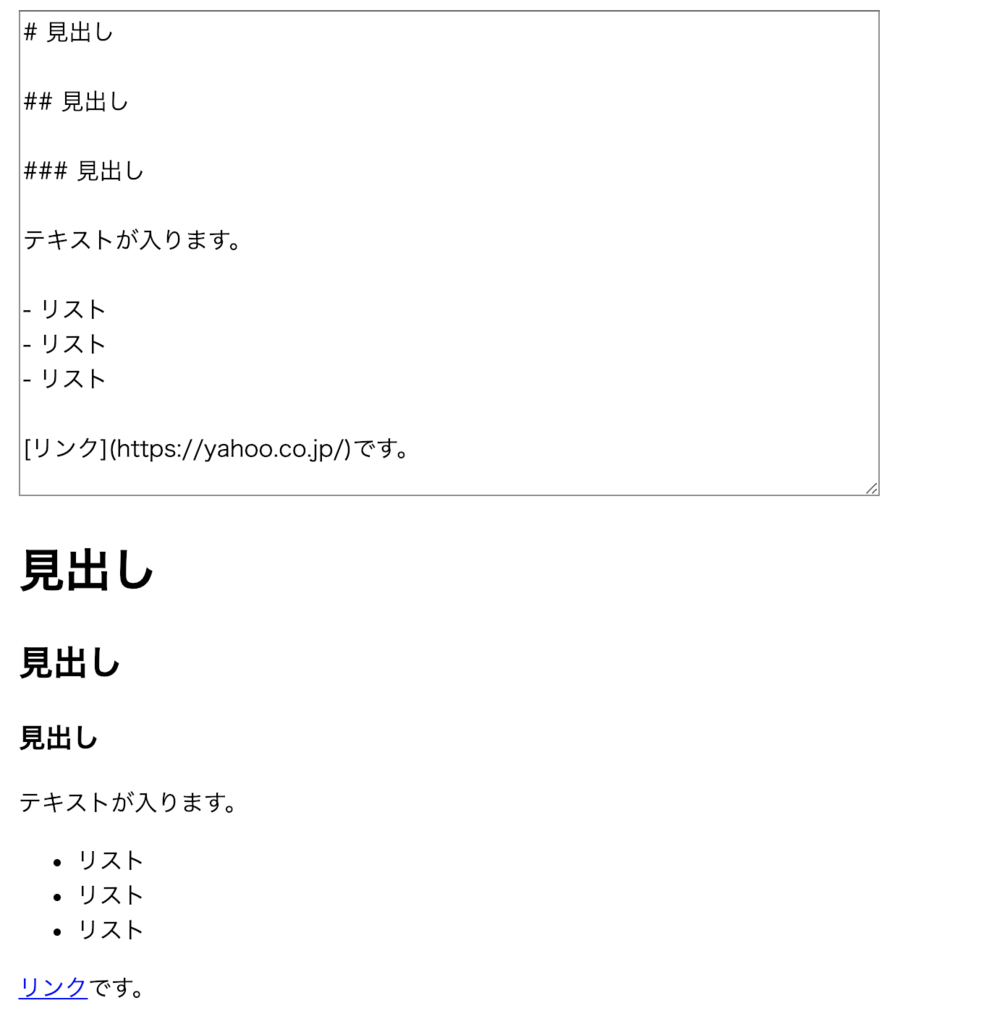 # 見出し
## 見出し
### 見出し
テキストが入ります。
- リスト
- リスト
- リスト
[リンク](https://yahoo.co.jp/)です。
見出し
見出し
見出し
テキストが入ります。
• リスト
• リスト
• リスト
リンクです。